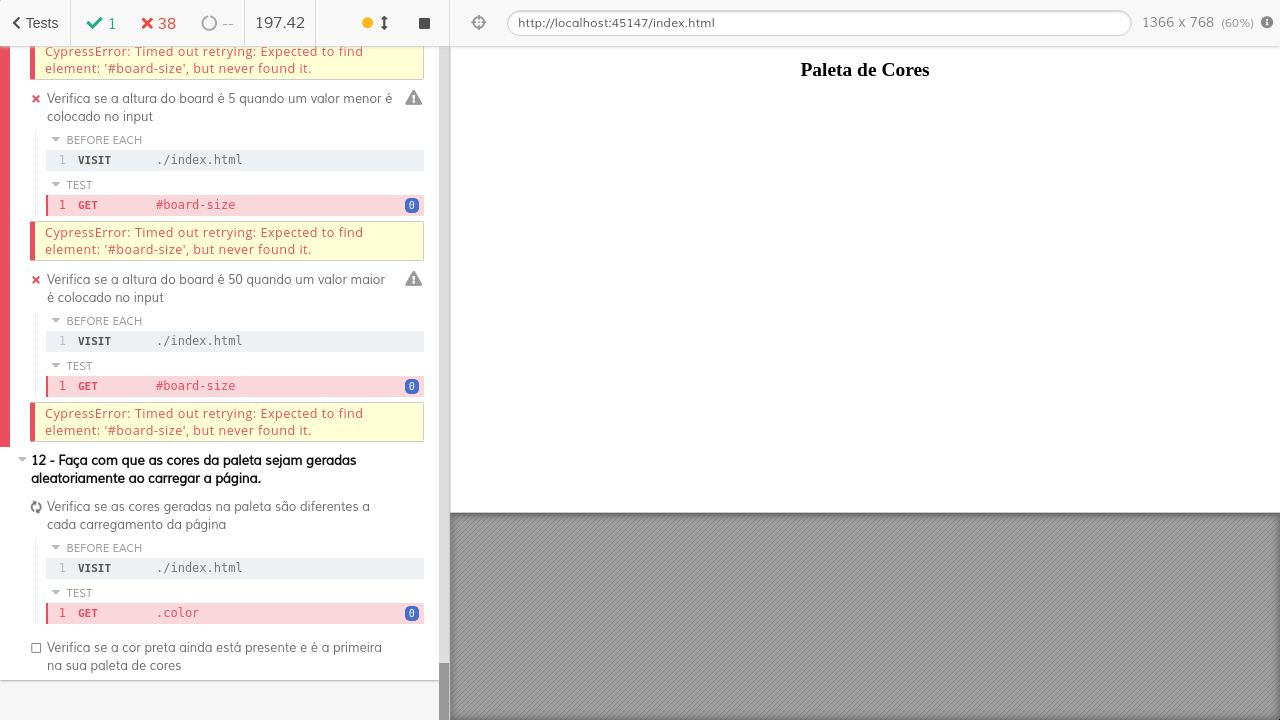 Tests 1 38 -- 197.42 http://localhost:45147/index.html 1366 x 768 (60%)
CypressError: Timed out retrying: Expected to find
element: '#board-size', but never found it.
Verifica se a altura do board é 5 quando um valor menor é
colocado no input
BEFORE EACH
1 VISIT ./index.html
TEST
1 GET #board-size 0
CypressError: Timed out retrying: Expected to find
element: '#board-size', but never found it.
Verifica se a altura do board é 50 quando um valor maior
é colocado no input
BEFORE EACH
1 VISIT ./index.html
TEST
1 GET #board-size 0
CypressError: Timed out retrying: Expected to find
element: '#board-size', but never found it.
12 - Faça com que as cores da paleta sejam geradas
aleatoriamente ao carregar a página.
Verifica se as cores geradas na paleta são diferentes a
cada carregamento da página
BEFORE EACH
1 VISIT ./index.html
TEST
1 GET .color 0
Verifica se a cor preta ainda está presente e é a primeira
na sua paleta de cores
Paleta de Cores